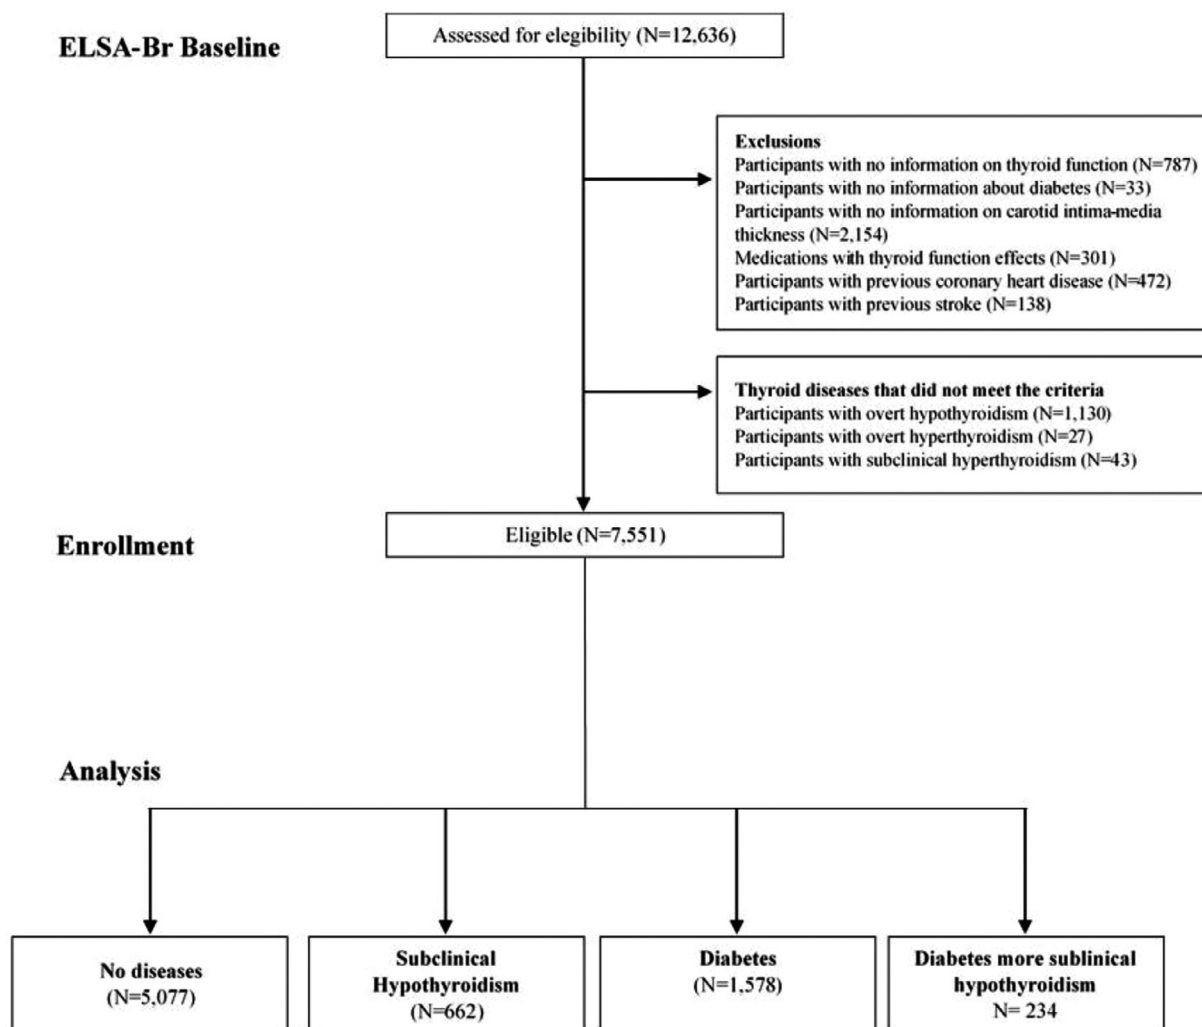 ELSA-Br Baseline
Assessed for elegibility (N=12,636)
Exclusions
Participants with no information on thyroid function (N=787)
Participants with no information about diabetes (N=33)
Participants with no information on carotid intima-media
thickness (N=2,154)
Medications with thyroid function effects (N=301)
Participants with previous coronary heart disease (N=472)
Participants with previous stroke (N=138)
Thyroid diseases that did not meet the criteria
Participants with overt hypothyroidism (N=1,130)
Participants with overt hyperthyroidism (N=27)
Participants with subclinical hyperthyroidism (N=43)
Enrollment
Eligible (N=7,551)
Analysis
No diseases
(N=5,077)
Subclinical
Hypothyroidism
(N=662)
Diabetes
(N=1,578)
Diabetes more sublinical
hypothyroidism
N= 234